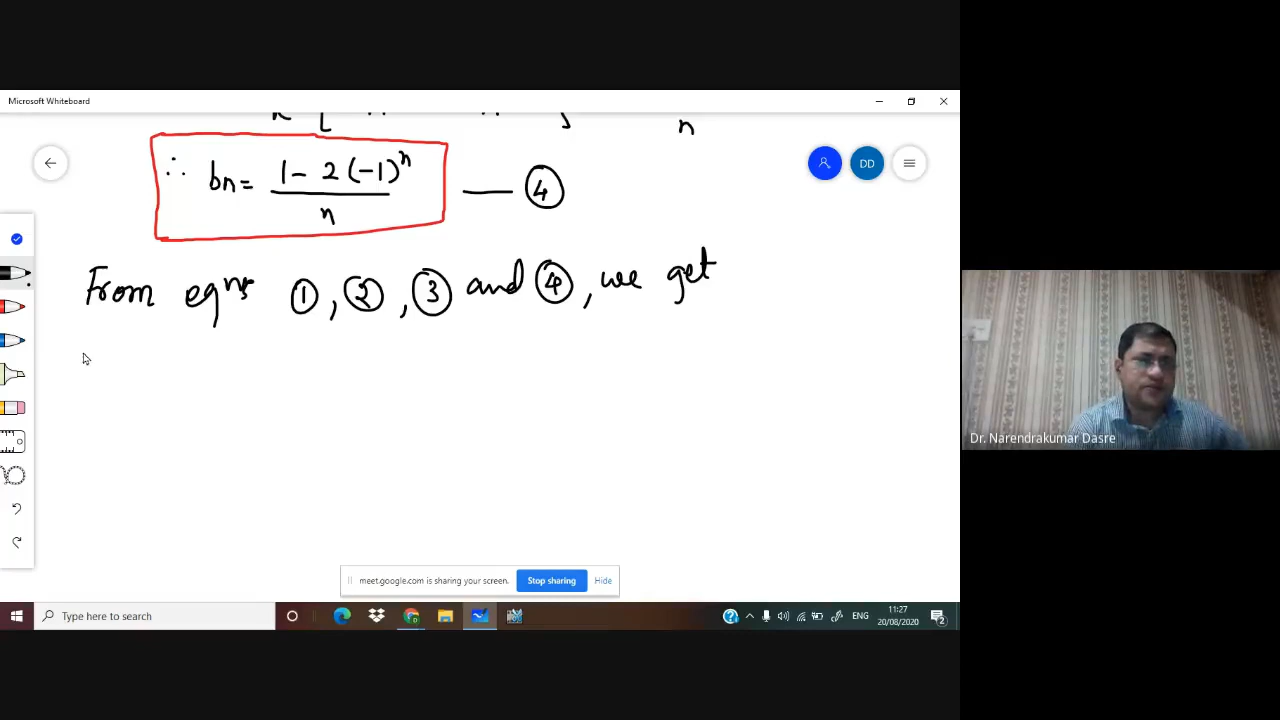 Microsoft Whiteboard
n
∴ bn = 1 - 2(-1)^n / n — ④
DD
From eqns ①, ②, ③ and ④, we get
Dr. Narendrakumar Dasre
meet.google.com is sharing your screen. Stop sharing Hide
Type here to search
ENG
11:27
20/08/2020
2